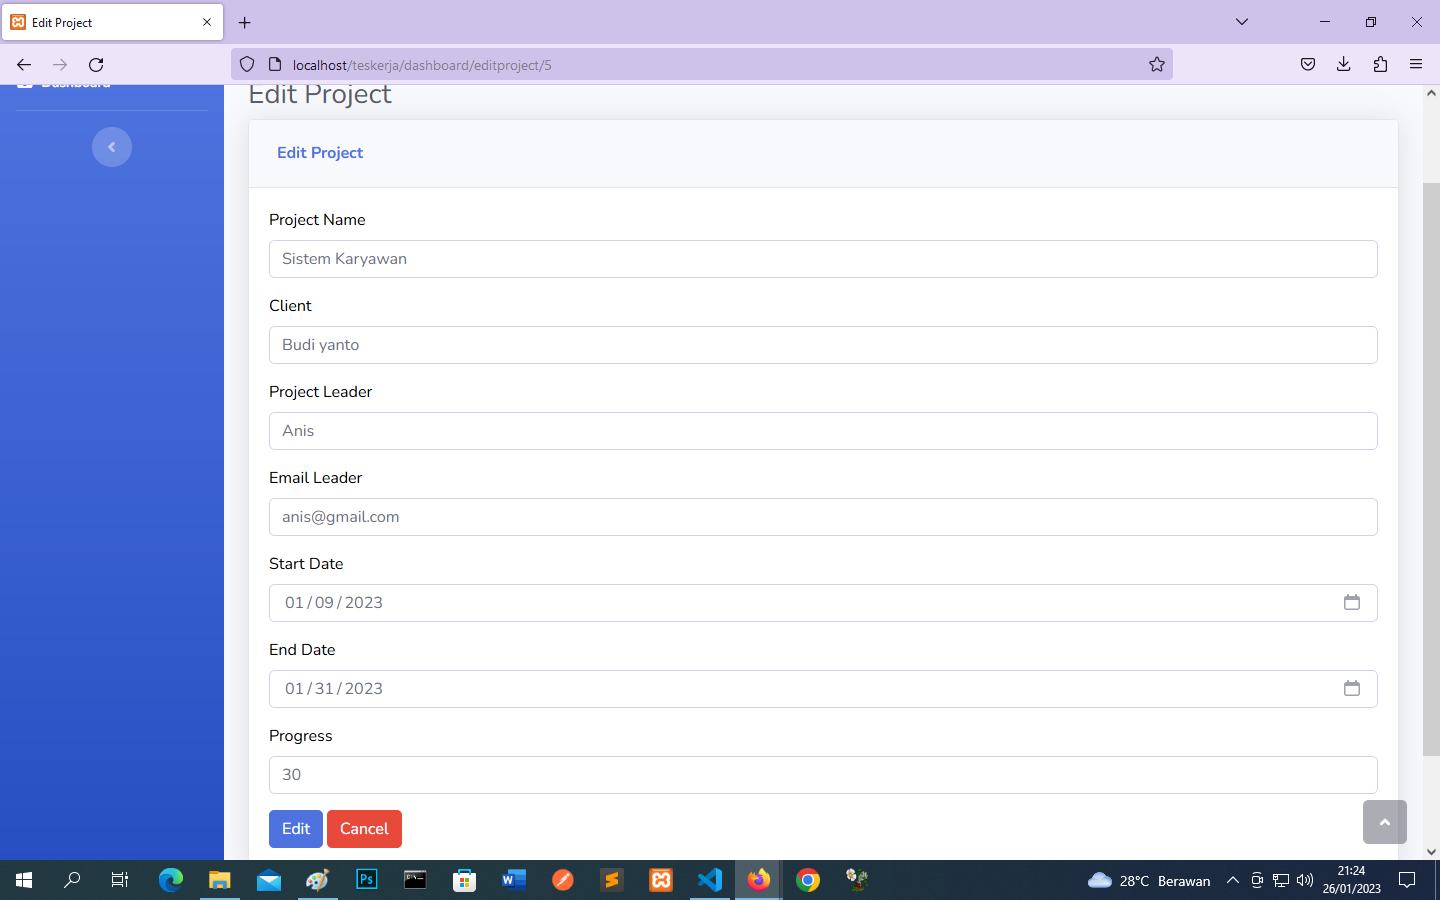 Edit Project
localhost/teskerja/dashboard/editproject/5
Dashboard
Edit Project
Edit Project
Project Name
Sistem Karyawan
Client
Budi yanto
Project Leader
Anis
Email Leader
anis@gmail.com
Start Date
01/09/2023
End Date
01/31/2023
Progress
30
Edit Cancel
Ps
28°C Berawan
21:24
26/01/2023